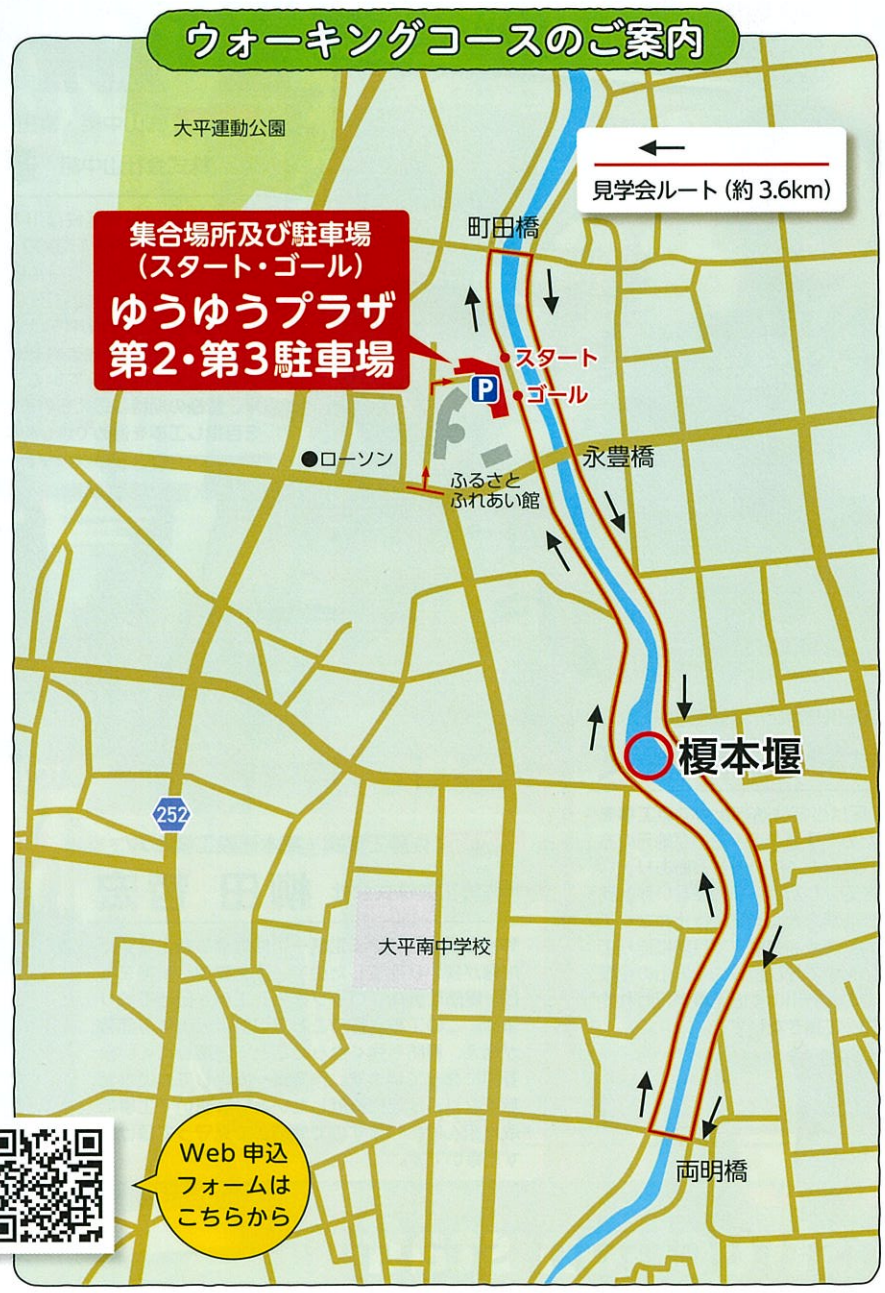 ウォーキングコースのご案内
大平運動公園
見学会ルート（約 3.6km）
町田橋
集合場所及び駐車場
（スタート・ゴール）
ゆうゆうプラザ
第2・第3駐車場
スタート
P
ゴール
永豊橋
●ローソン
ふるさと
ふれあい館
榎本堰
252
大平南中学校
Web 申込
フォームは
こちらから
両明橋